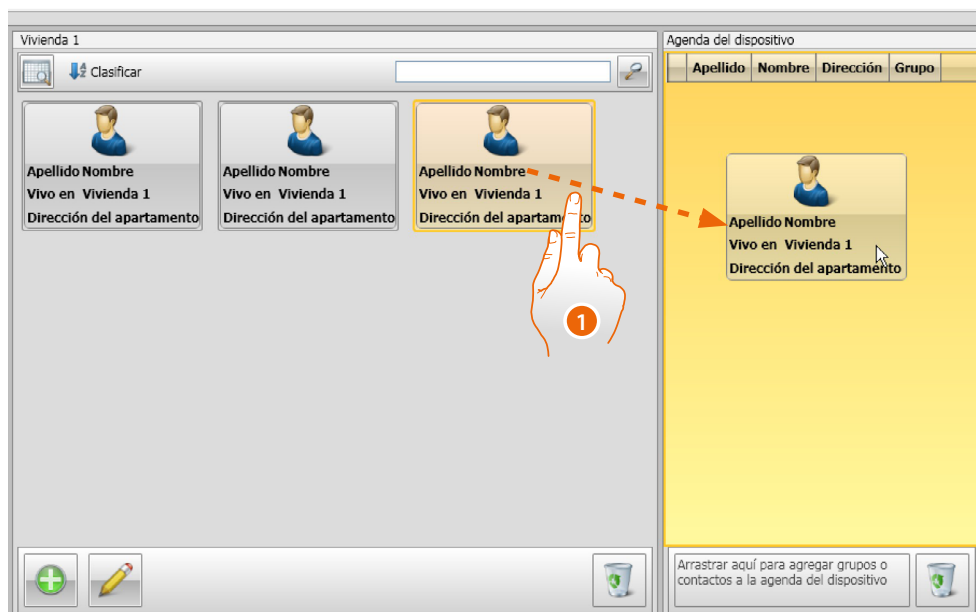 Vivienda 1
Clasificar
Apellido Nombre
Vivo en Vivienda 1
Dirección del apartamento
Apellido Nombre
Vivo en Vivienda 1
Dirección del apartamento
Apellido Nombre
Vivo en Vivienda 1
Dirección del apartamento
1
Agenda del dispositivo
Apellido Nombre Dirección Grupo
Apellido Nombre
Vivo en Vivienda 1
Dirección del apartamento
Arrastrar aquí para agregar grupos o
contactos a la agenda del dispositivo